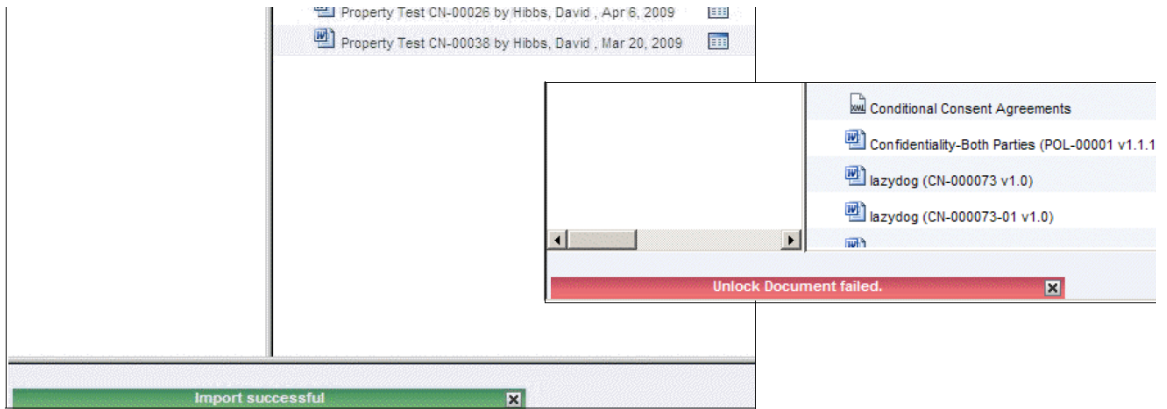 Property Test CN-00026 by Hibbs, David , Apr 6, 2009
Property Test CN-00038 by Hibbs, David , Mar 20, 2009
Conditional Consent Agreements
Confidentiality-Both Parties (POL-00001 v1.1.1
lazydog (CN-000073 v1.0)
lazydog (CN-000073-01 v1.0)
Unlock Document failed.
Import successful